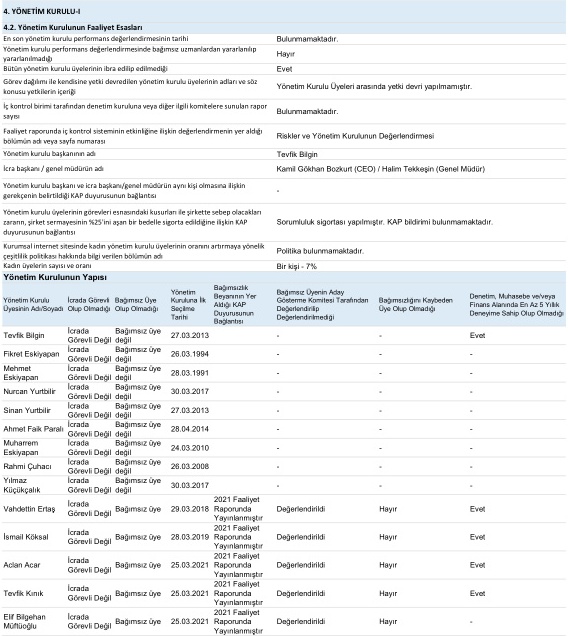 4. YÖNETİM KURULU-I
4.2. Yönetim Kurulunun Faaliyet Esasları
En son yönetim kurulu performans değerlendirmesinin tarihi Bulunmamaktadır.
Yönetim kurulu performans değerlendirmesinde bağımsız uzmanlardan yararlanılıp yararlanılmadığı Hayır
Bütün yönetim kurulu üyelerinin ibra edilip edilmediği Evet
Görev dağılımı ile kendisine yetki devredilen yönetim kurulu üyelerinin adları ve söz konusu yetkilerin içeriği Yönetim Kurulu Üyeleri arasında yetki devri yapılmamıştır.
İç kontrol birimi tarafından denetim kuruluna veya diğer ilgili komitelere sunulan rapor sayısı Bulunmamaktadır.
Faaliyet raporunda iç kontrol sisteminin etkinliğine ilişkin değerlendirmenin yer aldığı bölümün adı veya sayfa numarası Riskler ve Yönetim Kurulunun Değerlendirmesi
Yönetim kurulu başkanının adı Tevfik Bilgin
İcra başkanı / genel müdürün adı Kamil Gökhan Bozkurt (CEO) / Halim Tekkeşin (Genel Müdür)
Yönetim kurulu başkanı ve icra başkanı/genel müdürün aynı kişi olmasına ilişkin gerekçenin belirtildiği KAP duyurusunun bağlantısı -
Yönetim kurulu üyelerinin görevleri esnasındaki kusurları ile şirkette sebep olacakları zararın, şirket sermayesinin %25'ini aşan bir bedelle sigorta edildiğine ilişkin KAP duyurusunun bağlantısı Sorumluluk sigortası yapılmıştır. KAP bildirimi bulunmamaktadır.
Kurumsal internet sitesinde kadın yönetim kurulu üyelerinin oranını artırmaya yönelik çeşitlilik politikası hakkında bilgi verilen bölümün adı Politika bulunmamaktadır.
Kadın üyelerin sayısı ve oranı Bir kişi - 7%
Yönetim Kurulunun Yapısı
Yönetim Kurulu Üyesinin Adı/Soyadı İcrada Görevli Olup Olmadığı Bağımsız Üye Olup Olmadığı Yönetim Kuruluna İlk Seçilme Tarihi Bağımsızlık Beyanının Yer Aldığı KAP Duyurusunun Bağlantısı Bağımsız Üyenin Aday Gösterme Komitesi Tarafından Değerlendirilip Değerlendirilmediği Bağımsızlığını Kaybeden Üye Olup Olmadığı Denetim, Muhasebe ve/veya Finans Alanında En Az 5 Yıllık Deneyime Sahip Olup Olmadığı
Tevfik Bilgin İcrada Görevli Değil Bağımsız üye değil 27.03.2013 - - Evet
Fikret Eskiyapan İcrada Görevli Değil Bağımsız üye değil 26.03.1994 - - -
Mehmet Eskiyapan İcrada Görevli Değil Bağımsız üye değil 28.03.1991 - - -
Nurcan Yurtbilir İcrada Görevli Değil Bağımsız üye değil 30.03.2017 - - -
Sinan Yurtbilir İcrada Görevli Değil Bağımsız üye değil 27.03.2013 - - -
Ahmet Faik Paralı İcrada Görevli Değil Bağımsız üye değil 28.04.2014 - - -
Muharrem Eskiyapan İcrada Görevli Değil Bağımsız üye değil 24.03.2010 - - -
Rahmi Çuhacı İcrada Görevli Değil Bağımsız üye değil 26.03.2008 - - -
Yılmaz Küçükçalık İcrada Görevli Değil Bağımsız üye değil 30.03.2017 - - -
Vahdettin Ertaş İcrada Görevli Değil Bağımsız üye 29.03.2018 2021 Faaliyet Raporunda Yayınlanmıştır Değerlendirildi Hayır Evet
İsmail Köksal İcrada Görevli Değil Bağımsız üye 28.03.2019 2021 Faaliyet Raporunda Yayınlanmıştır Değerlendirildi Hayır Evet
Aclan Acar İcrada Görevli Değil Bağımsız üye 25.03.2021 2021 Faaliyet Raporunda Yayınlanmıştır Değerlendirildi Hayır Evet
Tevfik Kınık İcrada Görevli Değil Bağımsız üye 25.03.2021 2021 Faaliyet Raporunda Yayınlanmıştır Değerlendirildi Hayır Evet
Elif Bilgehan Müftüoğlu İcrada Görevli Değil Bağımsız üye 25.03.2021 2021 Faaliyet Raporunda Yayınlanmıştır Değerlendirildi Hayır -